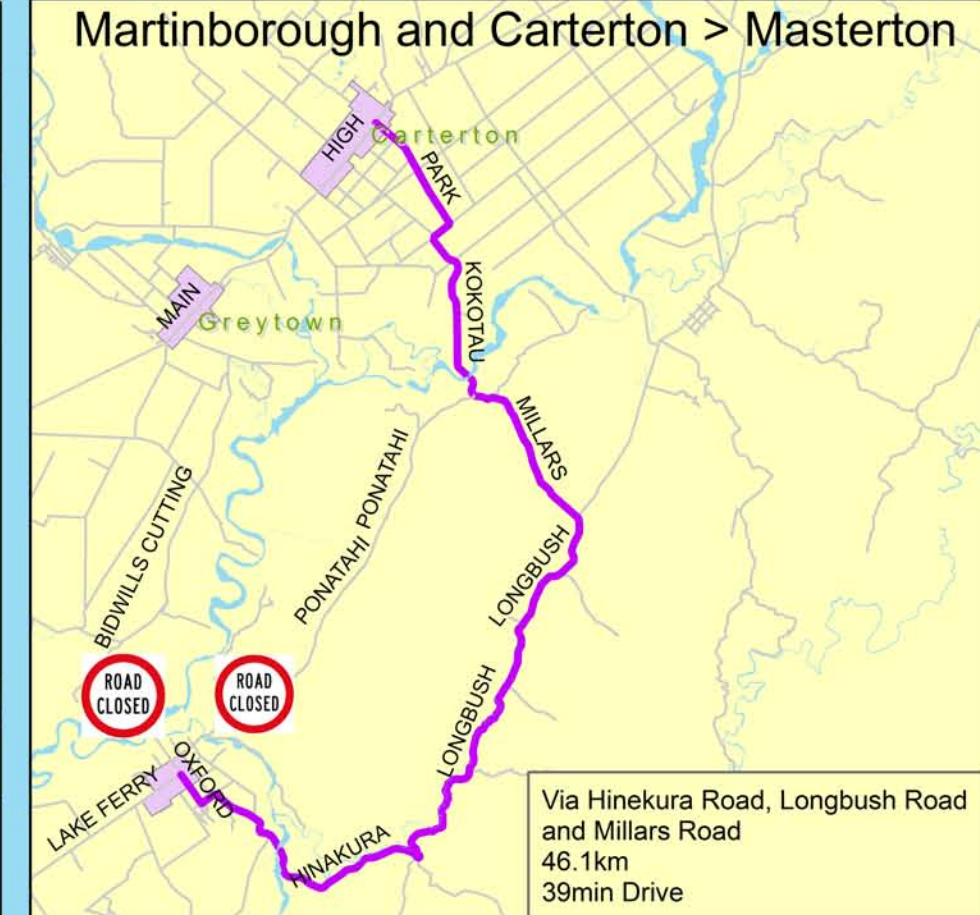 Martinborough and Carterton > Masterton
HIGH
Carterton
PARK
KOKOTAU
MAIN
Greytown
MILLARS
PONATAHI
PONATAHI
BIDWILLS CUTTING
LONGBUSH
LONGBUSH
ROAD
CLOSED
ROAD
CLOSED
OXFORD
LAKE FERRY
HINAKURA
Via Hinekura Road, Longbush Road
and Millars Road
46.1km
39min Drive